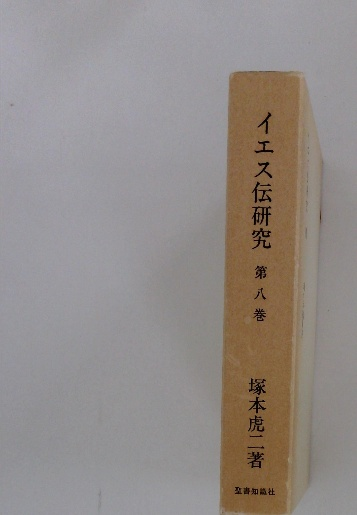 イエス伝研究 第八巻
塚本虎二著
聖書知識社